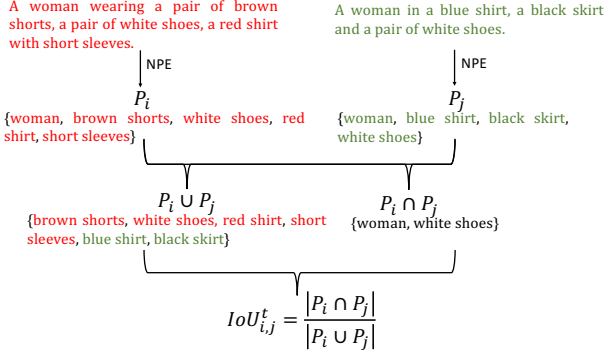 A woman wearing a pair of brown
shorts, a pair of white shoes, a red shirt
with short sleeves.
A woman in a blue shirt, a black skirt
and a pair of white shoes.
NPE
NPE
P_i
P_j
{woman, brown shorts, white shoes, red
shirt, short sleeves}
{woman, blue shirt, black skirt,
white shoes}
P_i ∪ P_j
P_i ∩ P_j
{brown shorts, white shoes, red shirt, short
sleeves, blue shirt, black skirt}
{woman, white shoes}
IoU^t_{i,j} = |P_i ∩ P_j| / |P_i ∪ P_j|